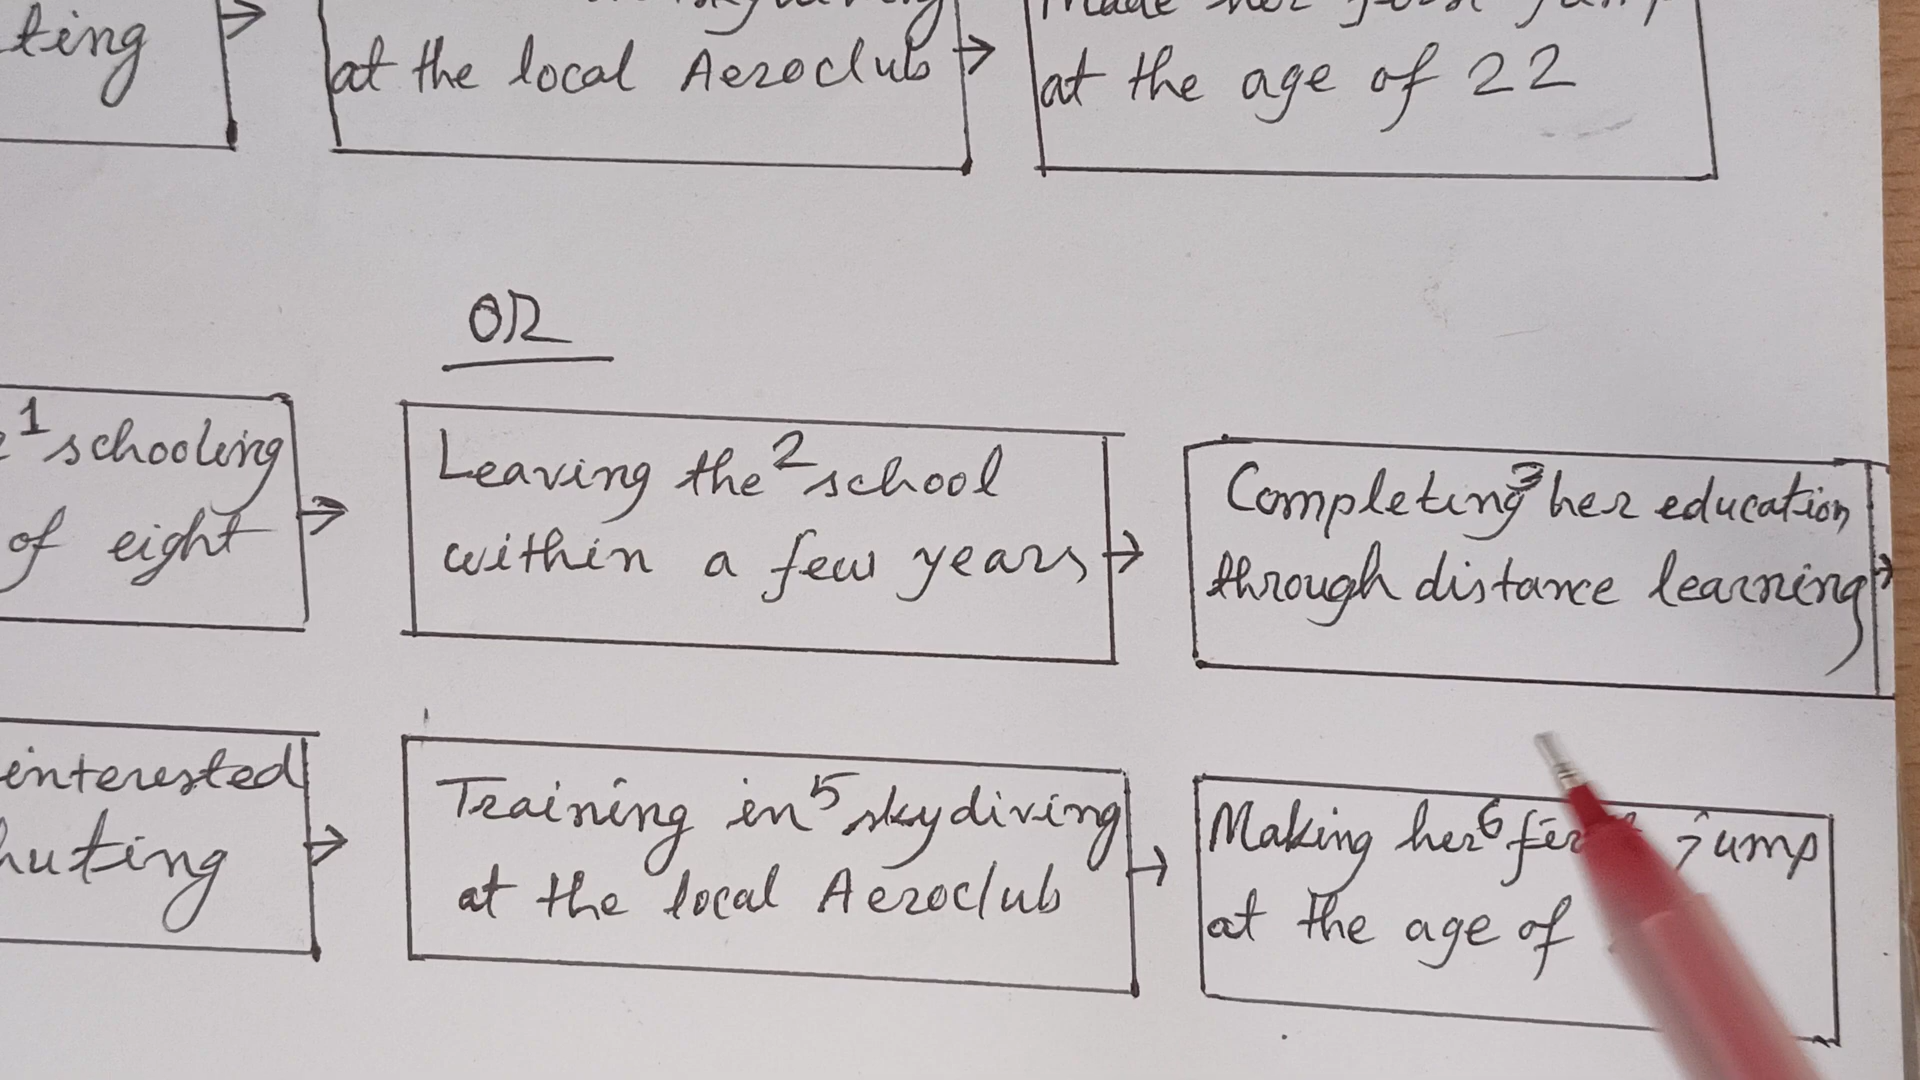 ting
at the local Aeroclub
at the age of 22
OR
1 schooling
of eight
Leaving the 2 school
within a few years
Completing 3 her education
through distance learning
interested
huting
Training in 5 skydiving
at the local Aeroclub
Making her 6 jump
at the age of